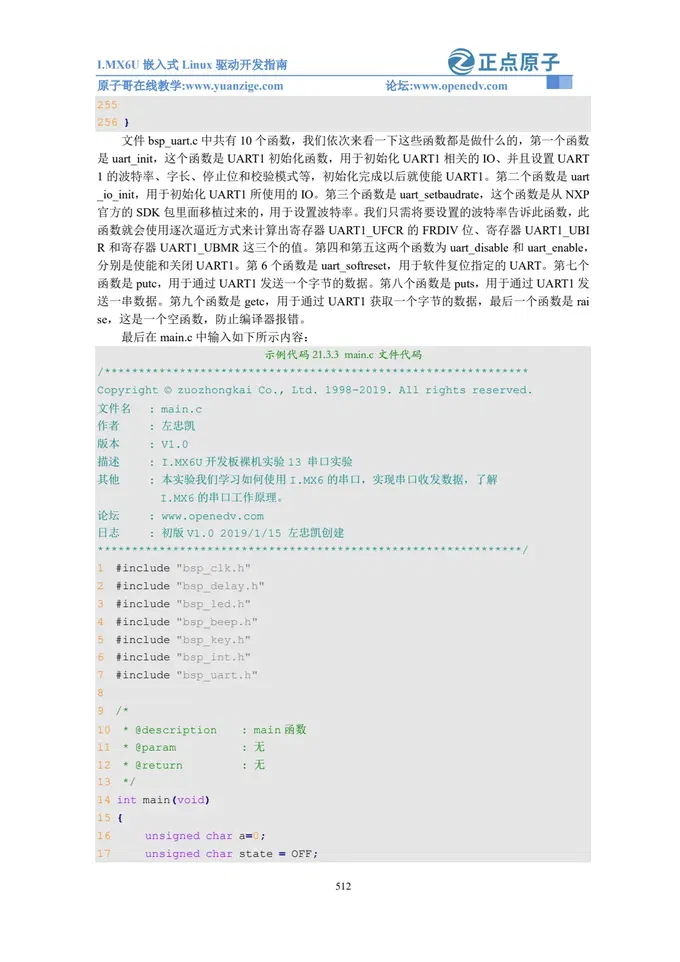 I.MX6U 嵌入式 Linux 驱动开发指南
正点原子
原子哥在线教学:www.yuanzige.com 论坛:www.openedv.com
255
256 }
文件 bsp_uart.c 中共有 10 个函数，我们依次来看一下这些函数都是做什么的，第一个函数
是 uart_init，这个函数是 UART1 初始化函数，用于初始化 UART1 相关的 IO、并且设置 UART
1 的波特率、字长、停止位和校验模式等，初始化完成以后就使能 UART1。第二个函数是 uart
_io_init，用于初始化 UART1 所使用的 IO。第三个函数是 uart_setbaudrate，这个函数是从 NXP
官方的 SDK 包里面移植过来的，用于设置波特率。我们只需将要设置的波特率告诉此函数，此
函数就会使用逐次逼近方式来计算出寄存器 UART1_UFCR 的 FRDIV 位、寄存器 UART1_UBI
R 和寄存器 UART1_UBMR 这三个的值。第四和第五这两个函数为 uart_disable 和 uart_enable，
分别是使能和关闭 UART1。第 6 个函数是 uart_softreset，用于软件复位指定的 UART。第七个
函数是 putc，用于通过 UART1 发送一个字节的数据。第八个函数是 puts，用于通过 UART1 发
送一串数据。第九个函数是 getc，用于通过 UART1 获取一个字节的数据，最后一个函数是 rai
se，这是一个空函数，防止编译器报错。
最后在 main.c 中输入如下所示内容：
示例代码 21.3.3 main.c 文件代码
/**************************************************************
Copyright © zuozhongkai Co., Ltd. 1998-2019. All rights reserved.
文件名 : main.c
作者 : 左忠凯
版本 : V1.0
描述 : I.MX6U 开发板裸机实验 13 串口实验
其他 : 本实验我们学习如何使用 I.MX6 的串口，实现串口收发数据，了解
I.MX6 的串口工作原理。
论坛 : www.openedv.com
日志 : 初版 V1.0 2019/1/15 左忠凯创建
**************************************************************/
1 #include "bsp_clk.h"
2 #include "bsp_delay.h"
3 #include "bsp_led.h"
4 #include "bsp_beep.h"
5 #include "bsp_key.h"
6 #include "bsp_int.h"
7 #include "bsp_uart.h"
8
9 /*
10 * @description : main 函数
11 * @param : 无
12 * @return : 无
13 */
14 int main(void)
15 {
16 unsigned char a=0;
17 unsigned char state = OFF;
512